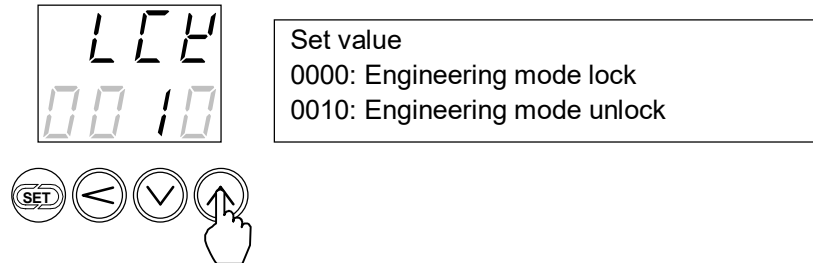 LCK
0010
Set value
0000: Engineering mode lock
0010: Engineering mode unlock
SET